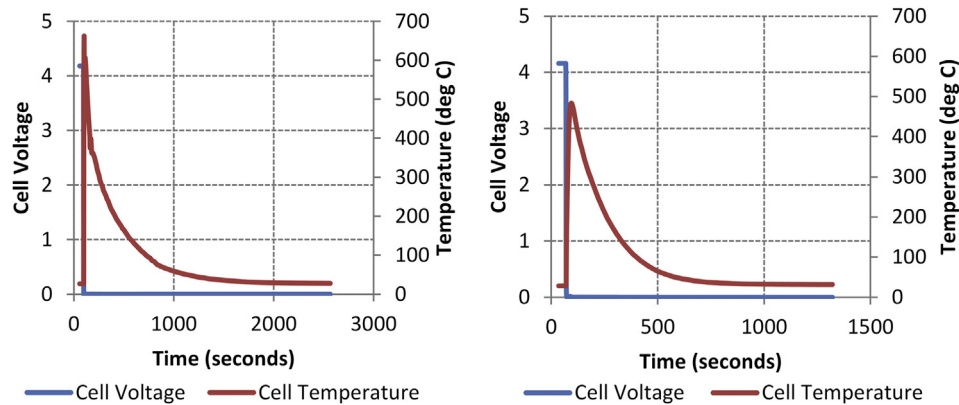 5
4
3
2
1
0
Cell Voltage
700
600
500
400
300
200
100
0
Temperature (deg C)
0 1000 2000 3000
Time (seconds)
Cell Voltage Cell Temperature
5
4
3
2
1
0
Cell Voltage
700
600
500
400
300
200
100
0
Temperature (deg C)
0 500 1000 1500
Time (seconds)
Cell Voltage Cell Temperature